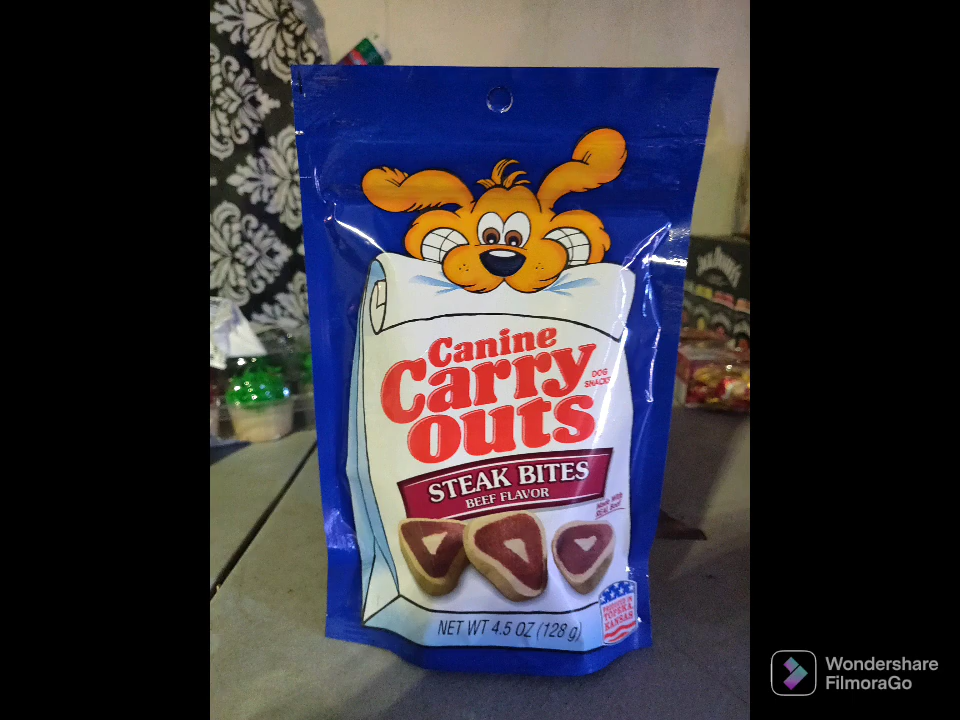 Canine
Carry
outs
DOG
SNACKS
STEAK BITES
BEEF FLAVOR
Made With
REAL Beef
PRODUCED IN
TOPEKA,
KANSAS
NET WT 4.5 OZ (128 g)
Wondershare
FilmoraGo